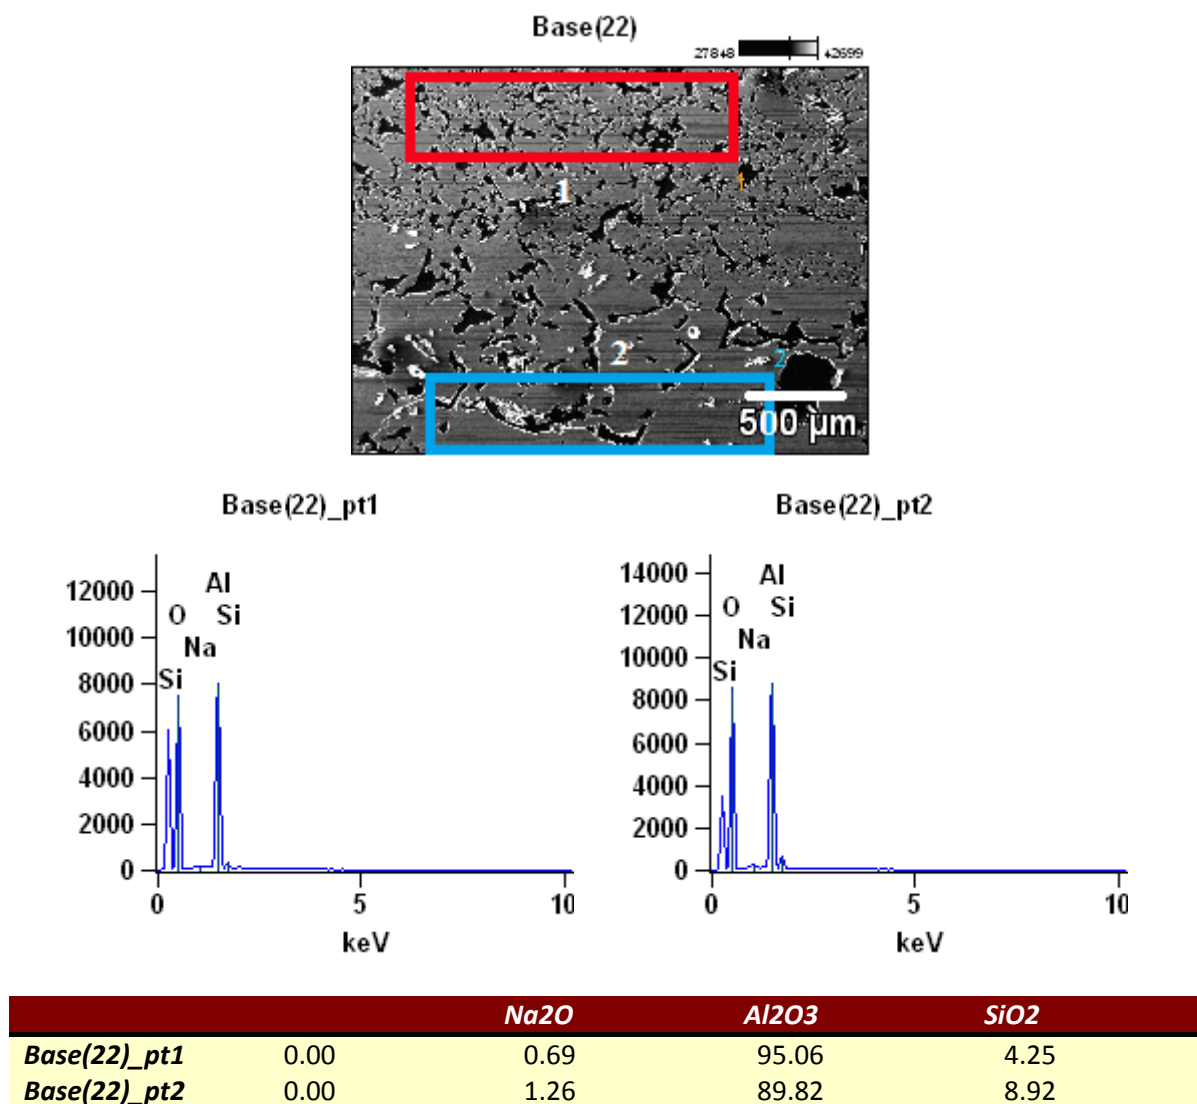 Base(22)
27848 42699
1
1
2
2
500 µm
Base(22)_pt1
Base(22)_pt2
12000
10000
8000
6000
4000
2000
0
Al
O Si
Na
Si
0 5 10
keV
14000
12000
10000
8000
6000
4000
2000
0
Al
O Si
Na
Si
0 5 10
keV
Na2O Al2O3 SiO2
Base(22)_pt1 0.00 0.69 95.06 4.25
Base(22)_pt2 0.00 1.26 89.82 8.92